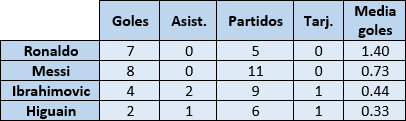 Goles Asist. Partidos Tarj. Media goles
Ronaldo 7 0 5 0 1.40
Messi 8 0 11 0 0.73
Ibrahimovic 4 2 9 1 0.44
Higuain 2 1 6 1 0.33